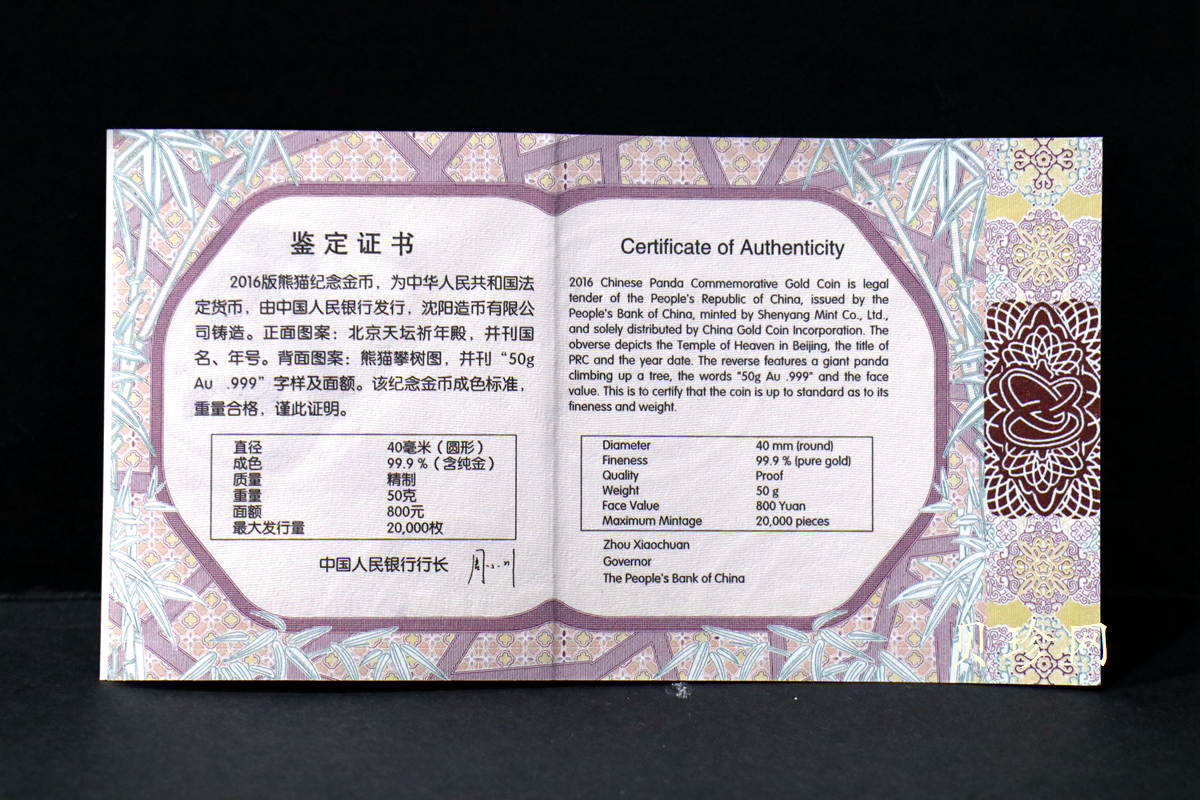 鉴定证书
2016版熊猫纪念金币，为中华人民共和国法
定货币，由中国人民银行发行，沈阳造币有限公
司铸造。正面图案：北京天坛祈年殿，并刊国
名、年号。背面图案：熊猫攀树图，并刊“50g
Au .999”字样及面额。该纪念金币成色标准，
重量合格，谨此证明。
直径 40毫米（圆形）
成色 99.9 %（含纯金）
质量 精制
重量 50克
面额 800元
最大发行量 20,000枚
中国人民银行行长
Certificate of Authenticity
2016 Chinese Panda Commemorative Gold Coin is legal
tender of the People's Republic of China, issued by the
People's Bank of China, minted by Shenyang Mint Co., Ltd.,
and solely distributed by China Gold Coin Incorporation. The
obverse depicts the Temple of Heaven in Beijing, the title of
PRC and the year date. The reverse features a giant panda
climbing up a tree, the words "50g Au .999" and the face
value. This is to certify that the coin is up to standard as to its
fineness and weight.
Diameter 40 mm (round)
Fineness 99.9 % (pure gold)
Quality Proof
Weight 50 g
Face Value 800 Yuan
Maximum Mintage 20,000 pieces
Zhou Xiaochuan
Governor
The People's Bank of China